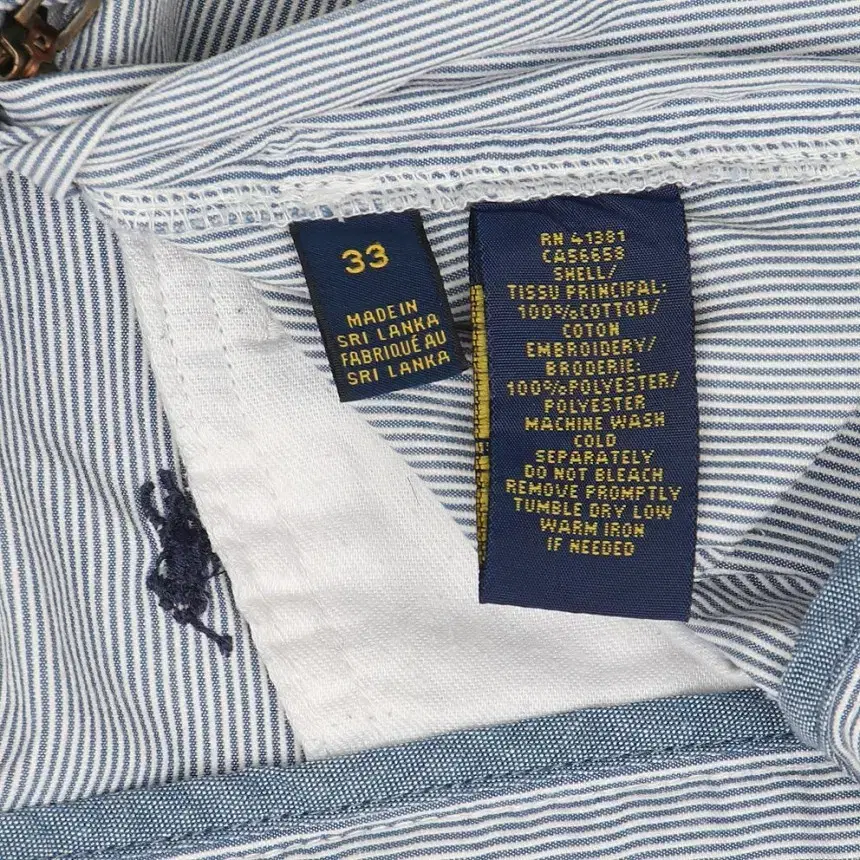 33
MADE IN
SRI LANKA
FABRIQUÉ AU
SRI LANKA
RN 41381
CA56658
SHELL/
TISSU PRINCIPAL:
100%COTTON/
COTON
EMBROIDERY/
BRODERIE:
100%POLYESTER/
POLYESTER
MACHINE WASH
COLD
SEPARATELY
DO NOT BLEACH
REMOVE PROMPTLY
TUMBLE DRY LOW
WARM IRON
IF NEEDED